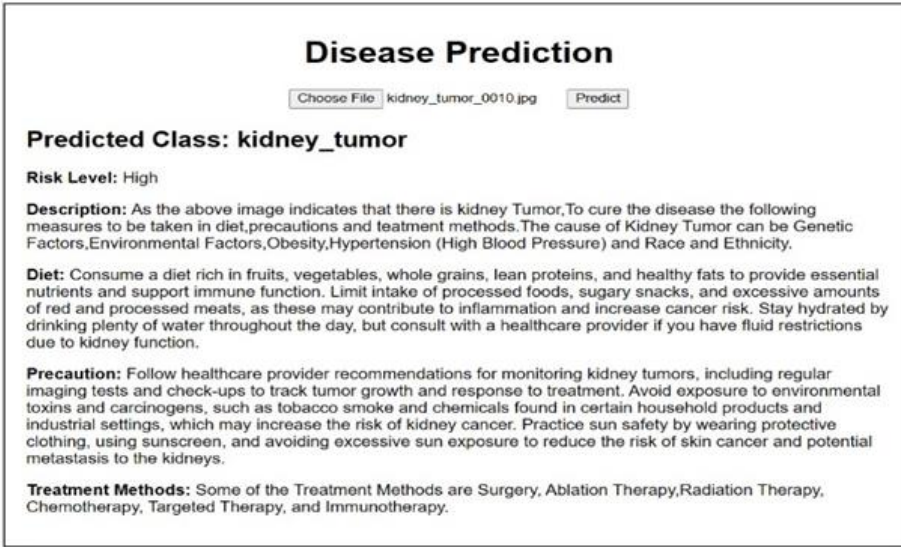 Disease Prediction
Choose File kidney_tumor_0010.jpg Predict
Predicted Class: kidney_tumor
Risk Level: High
Description: As the above image indicates that there is kidney Tumor,To cure the disease the following
measures to be taken in diet,precautions and teatment methods.The cause of Kidney Tumor can be Genetic
Factors,Environmental Factors,Obesity,Hypertension (High Blood Pressure) and Race and Ethnicity.
Diet: Consume a diet rich in fruits, vegetables, whole grains, lean proteins, and healthy fats to provide essential
nutrients and support immune function. Limit intake of processed foods, sugary snacks, and excessive amounts
of red and processed meats, as these may contribute to inflammation and increase cancer risk. Stay hydrated by
drinking plenty of water throughout the day, but consult with a healthcare provider if you have fluid restrictions
due to kidney function.
Precaution: Follow healthcare provider recommendations for monitoring kidney tumors, including regular
imaging tests and check-ups to track tumor growth and response to treatment. Avoid exposure to environmental
toxins and carcinogens, such as tobacco smoke and chemicals found in certain household products and
industrial settings, which may increase the risk of kidney cancer. Practice sun safety by wearing protective
clothing, using sunscreen, and avoiding excessive sun exposure to reduce the risk of skin cancer and potential
metastasis to the kidneys.
Treatment Methods: Some of the Treatment Methods are Surgery, Ablation Therapy,Radiation Therapy,
Chemotherapy, Targeted Therapy, and Immunotherapy.